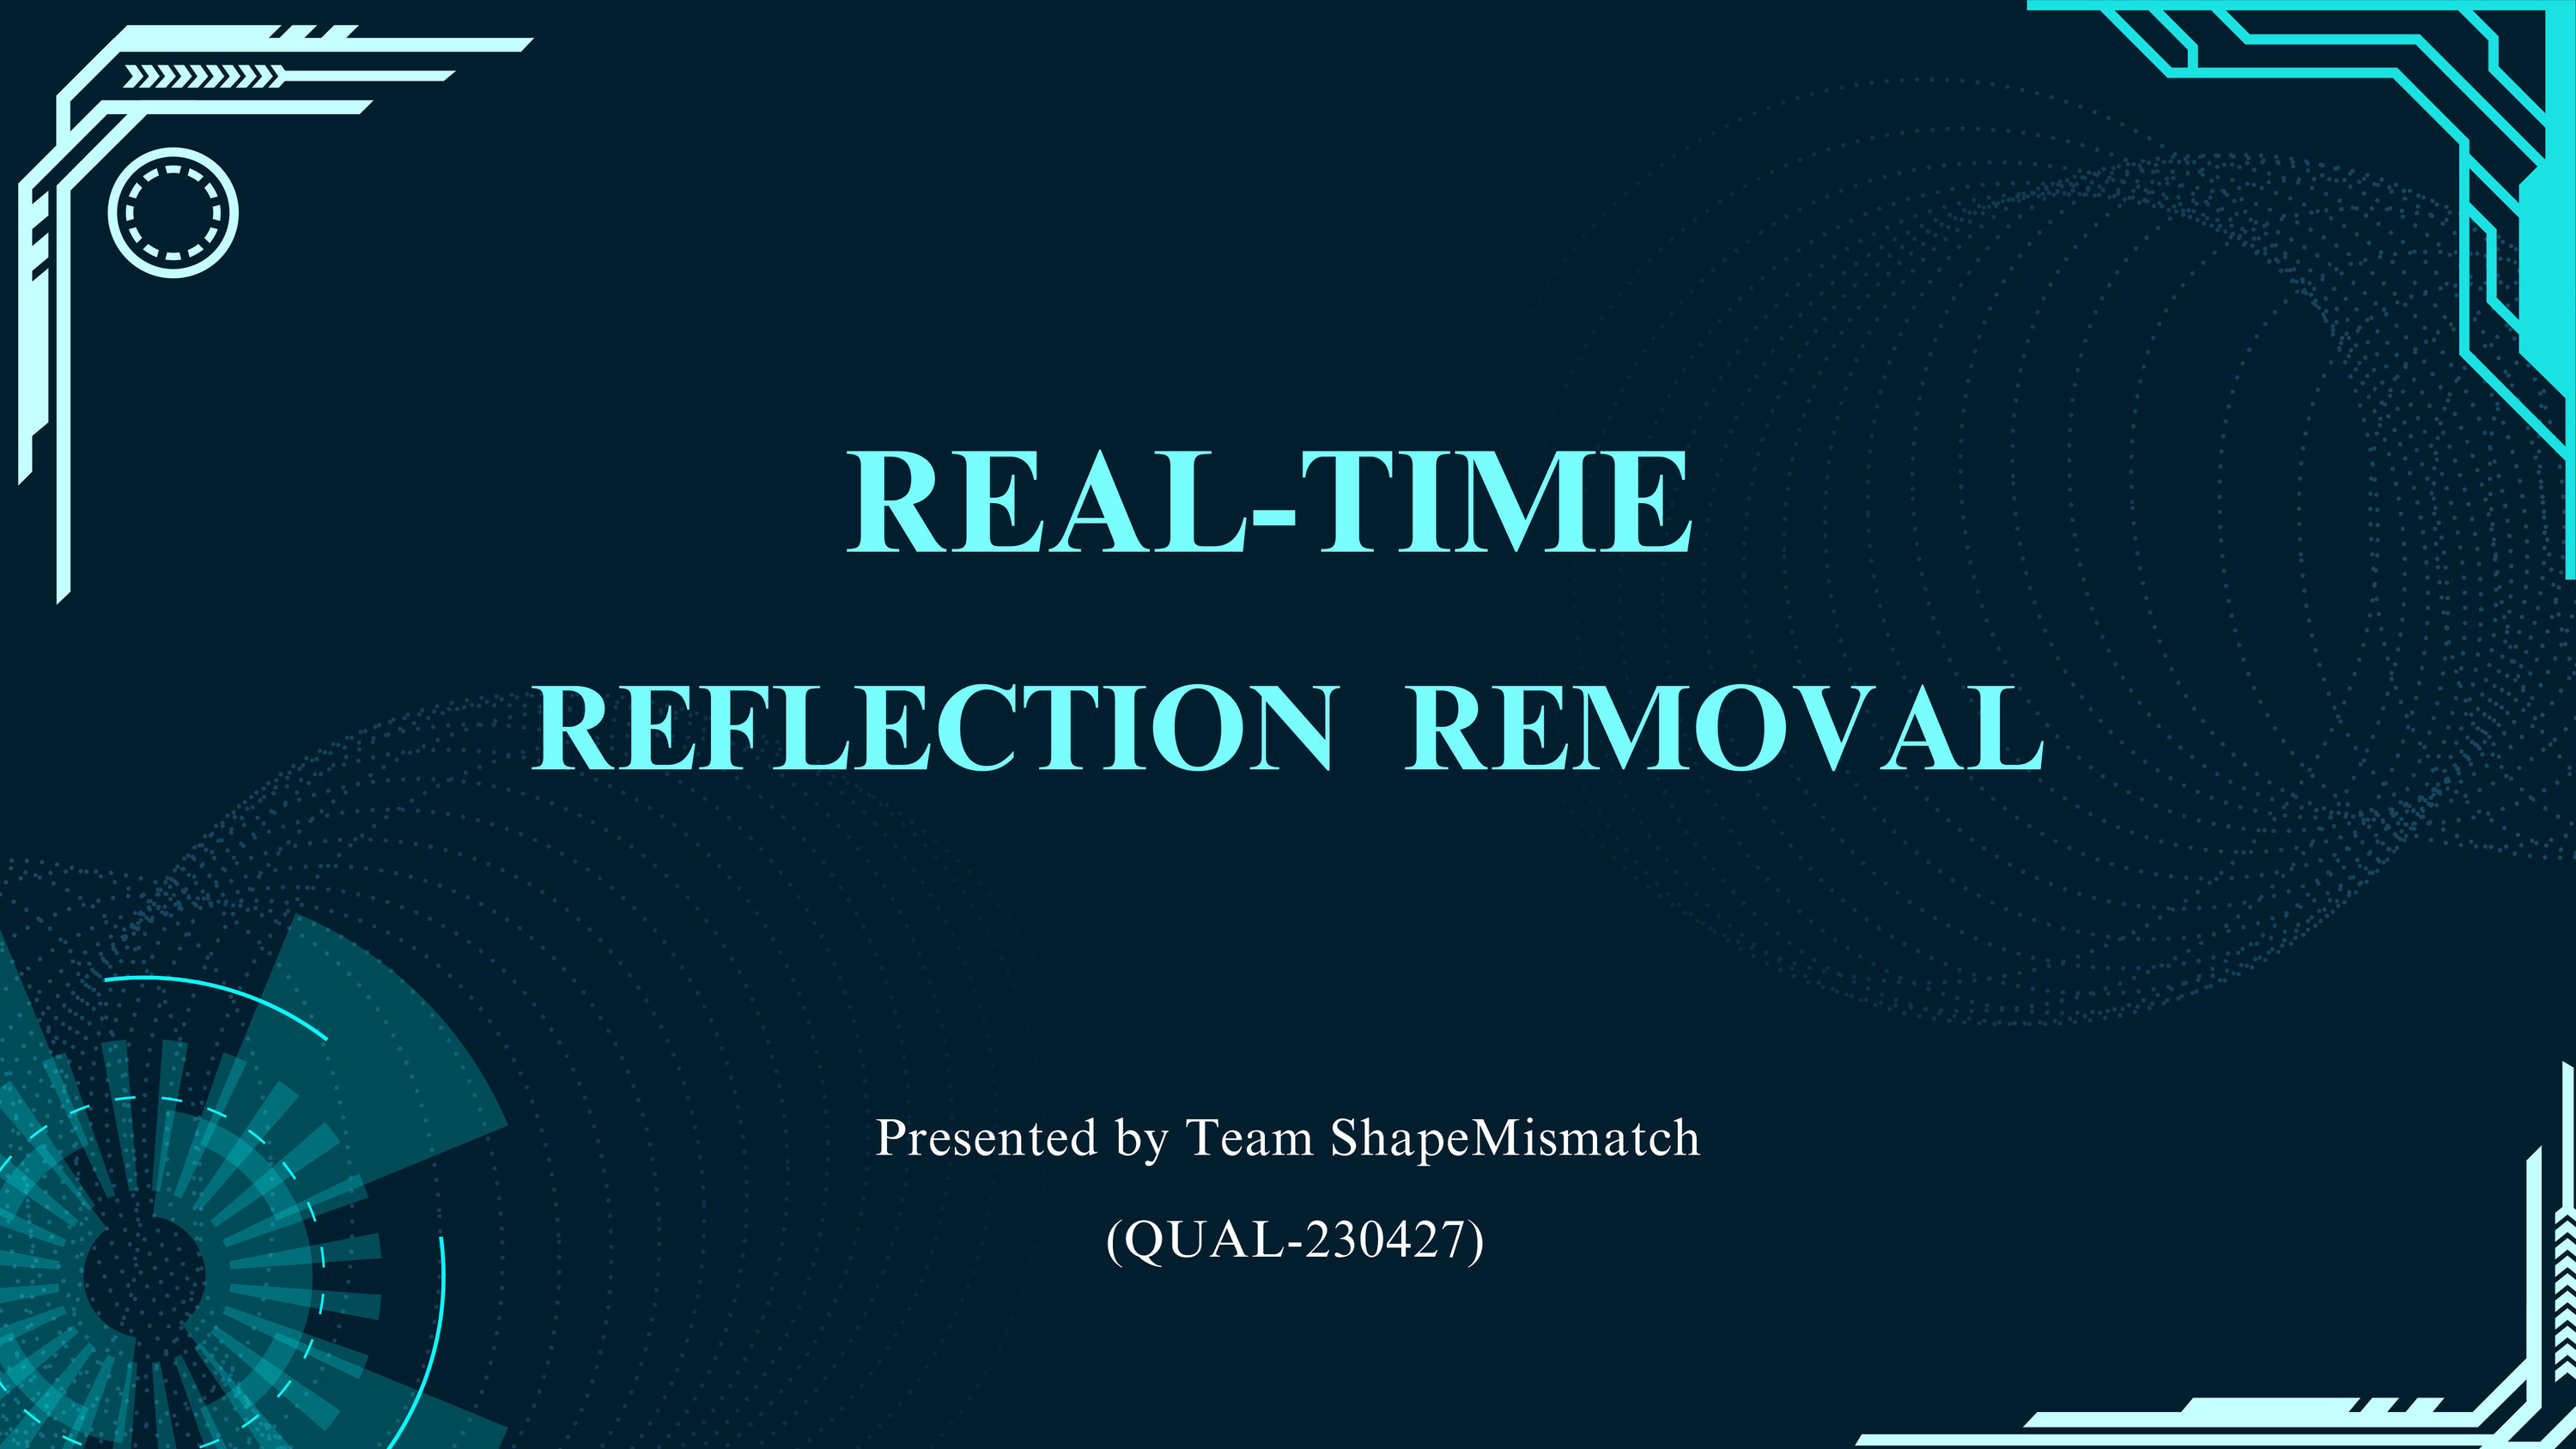 REAL-TIME
REFLECTION REMOVAL
Presented by Team ShapeMismatch
(QUAL-230427)